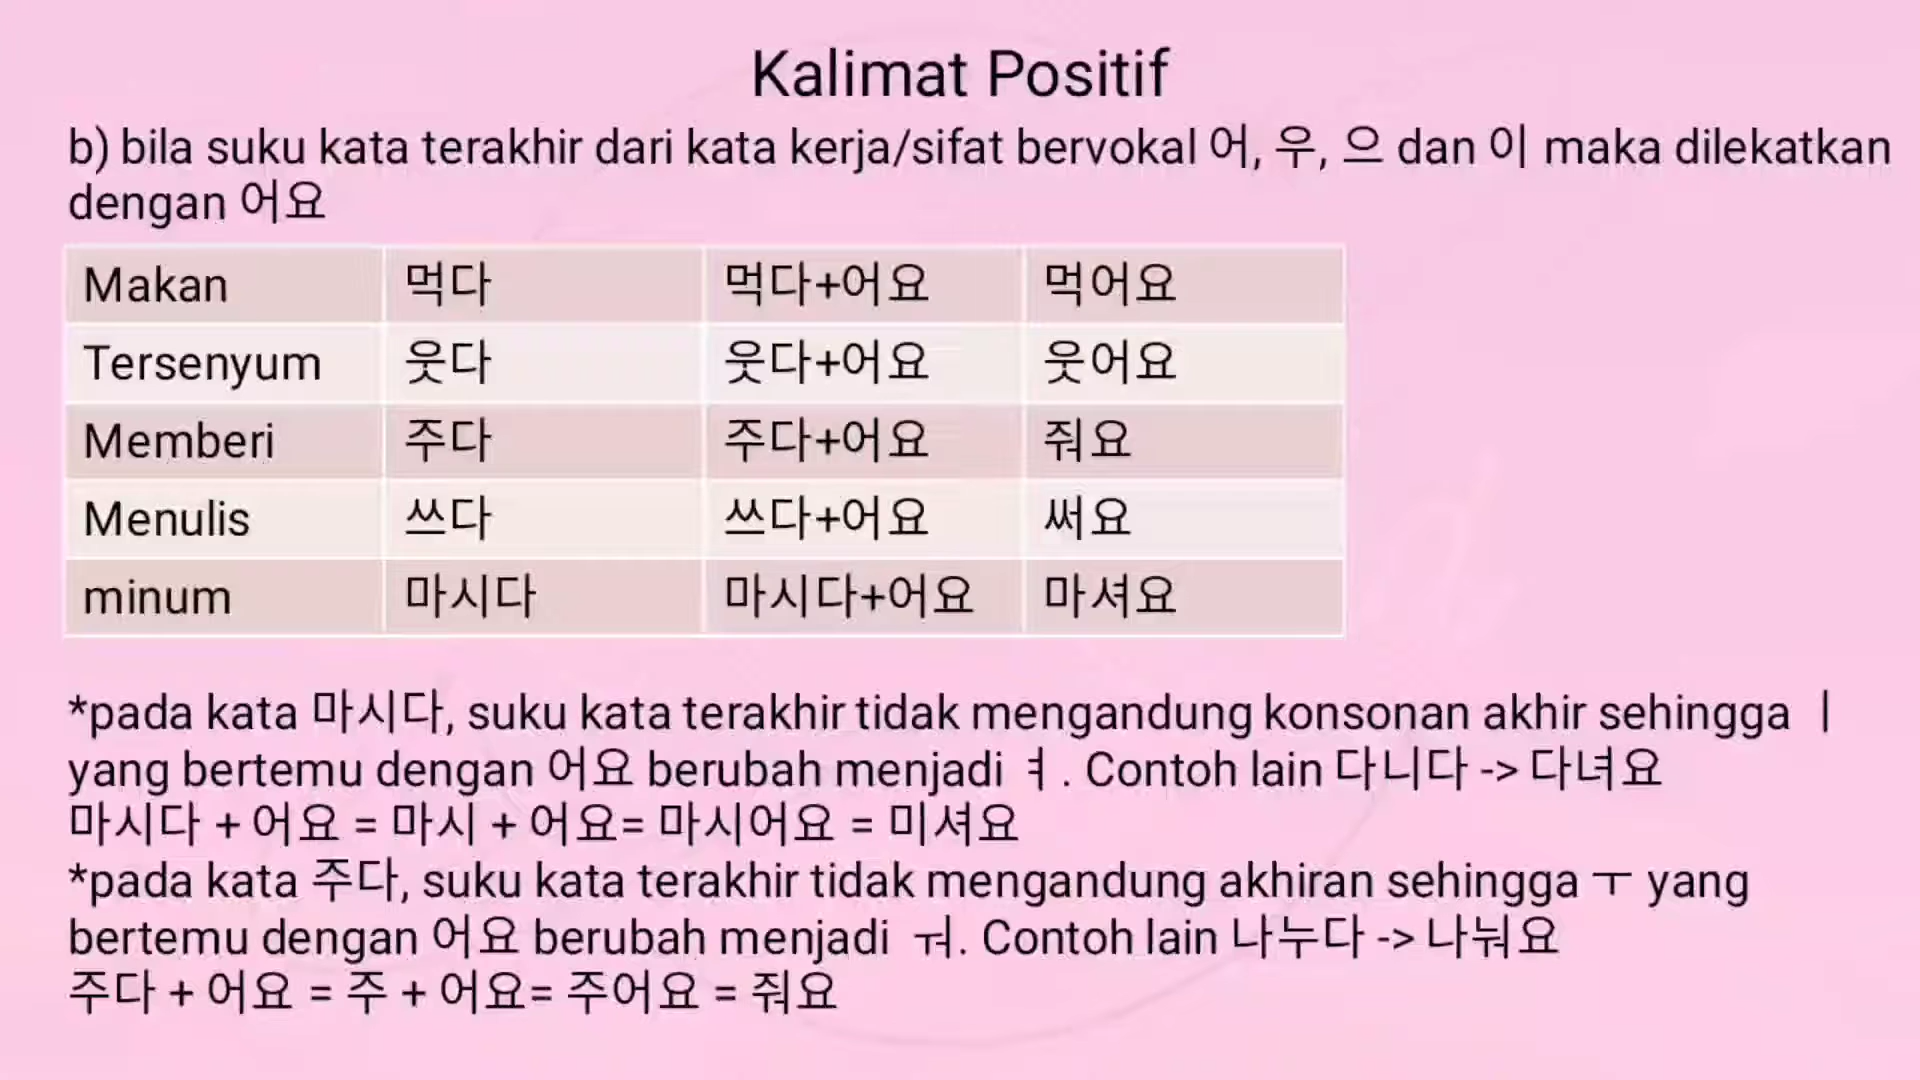 Kalimat Positif
b) bila suku kata terakhir dari kata kerja/sifat bervokal 어, 우, 으 dan 이 maka dilekatkan
dengan 어요
Makan 먹다 먹다+어요 먹어요
Tersenyum 웃다 웃다+어요 웃어요
Memberi 주다 주다+어요 줘요
Menulis 쓰다 쓰다+어요 써요
minum 마시다 마시다+어요 마셔요
*pada kata 마시다, suku kata terakhir tidak mengandung konsonan akhir sehingga ㅣ
yang bertemu dengan 어요 berubah menjadi ㅕ. Contoh lain 다니다 -> 다녀요
마시다 + 어요 = 마시 + 어요= 마시어요 = 미셔요
*pada kata 주다, suku kata terakhir tidak mengandung akhiran sehingga ㅜ yang
bertemu dengan 어요 berubah menjadi ㅝ. Contoh lain 나누다 -> 나눠요
주다 + 어요 = 주 + 어요= 주어요 = 줘요